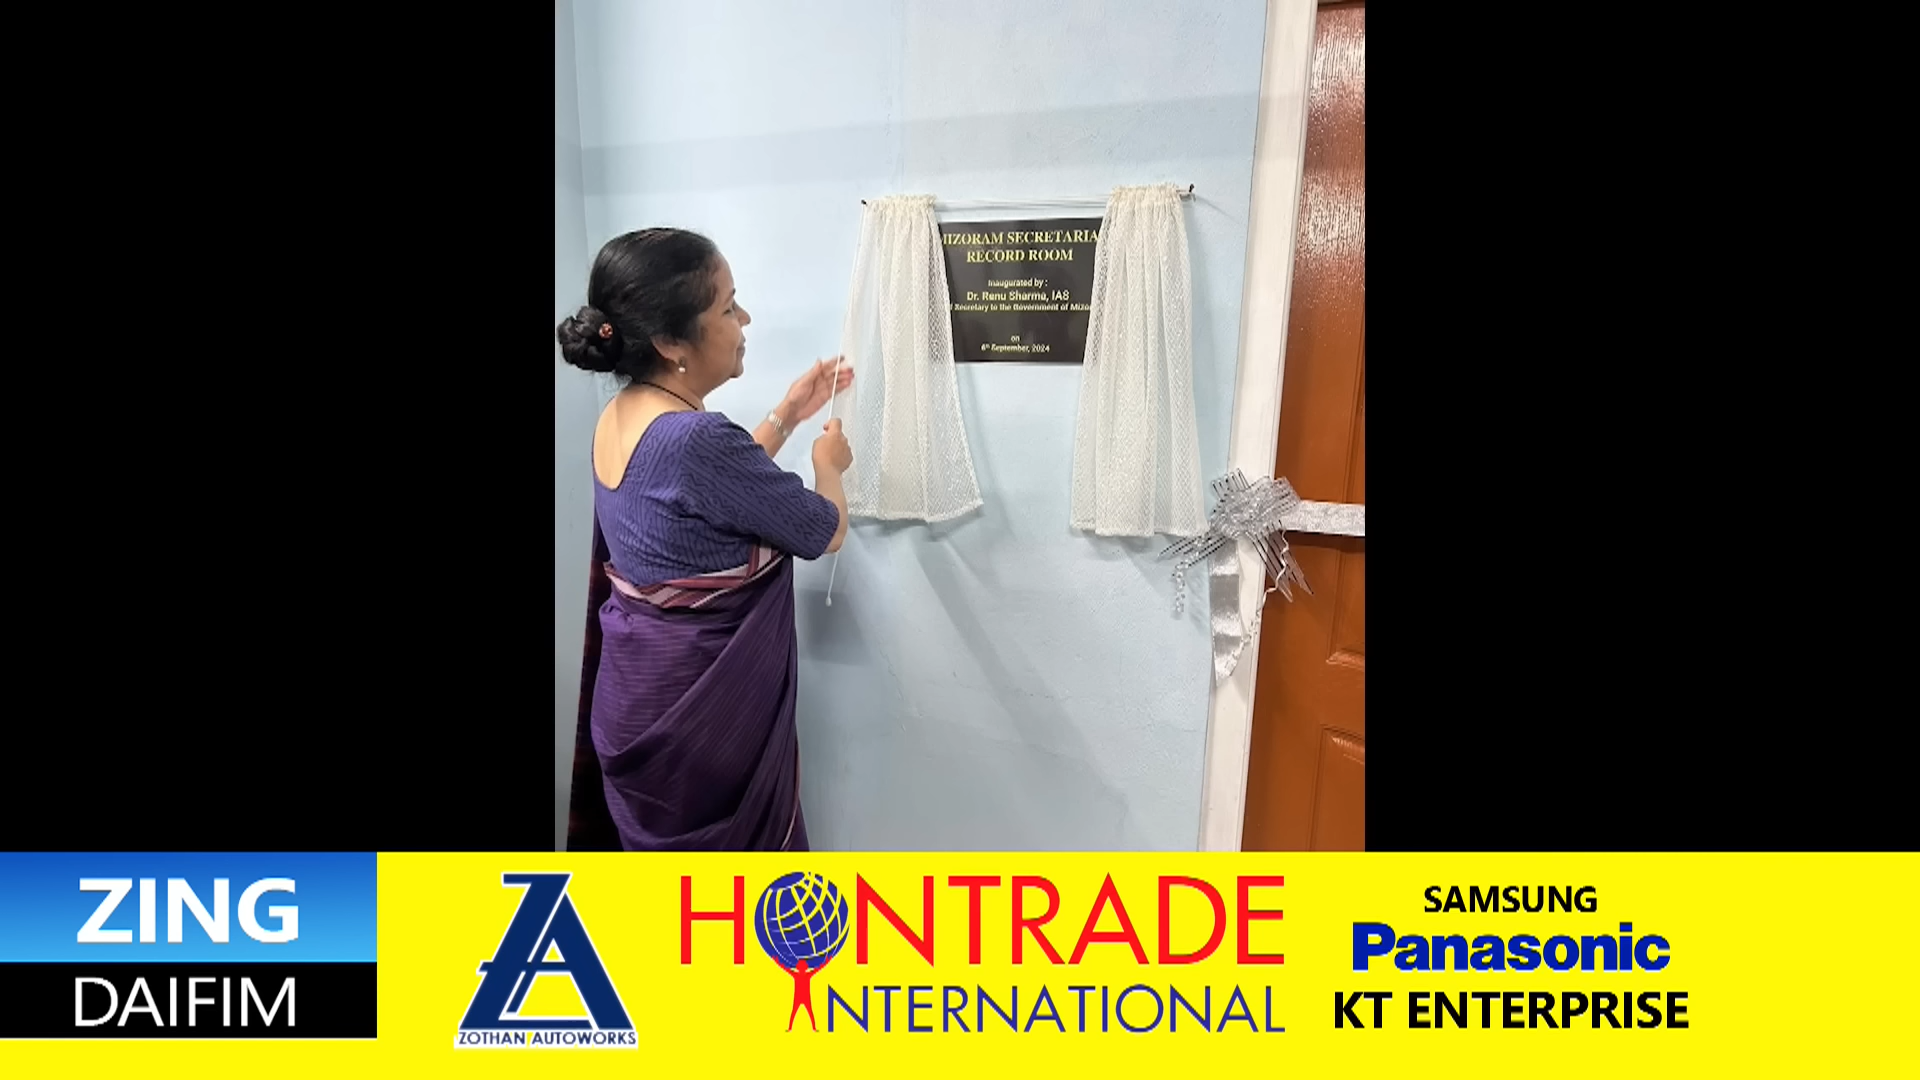 MIZORAM SECRETARIA
RECORD ROOM
Inaugurated by :
Dr. Renu Sharma, IAS
Secretary to the Government of Mizo
on
6th September, 2024
ZING
DAIFIM
ZOTHAN AUTOWORKS
HONTRADE
INTERNATIONAL
SAMSUNG
Panasonic
KT ENTERPRISE